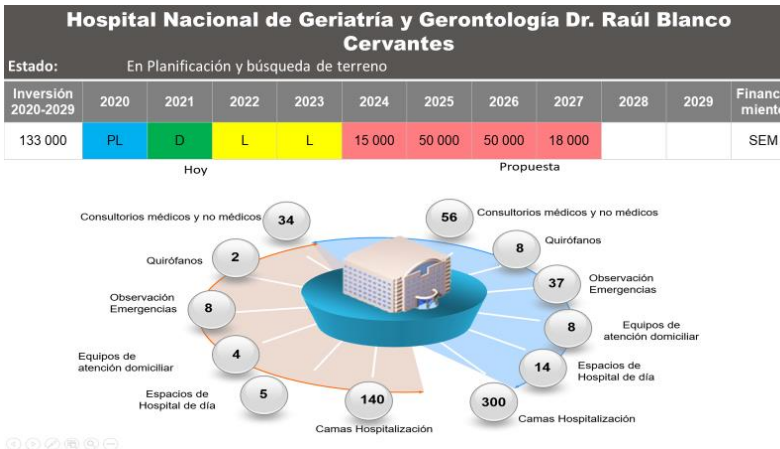 Hospital Nacional de Geriatría y Gerontología Dr. Raúl Blanco
Cervantes
Estado: En Planificación y búsqueda de terreno
Inversión 2020-2029 2020 2021 2022 2023 2024 2025 2026 2027 2028 2029 Financ miento
133 000 PL D L L 15 000 50 000 50 000 18 000 SEM
Hoy Propuesta
Consultorios médicos y no médicos 34
Quirófanos 2
Observación
Emergencias 8
Equipos de
atención domiciliar 4
Espacios de
Hospital de día 5
140
Camas Hospitalización
56 Consultorios médicos y no médicos
8 Quirófanos
37 Observación
Emergencias
8 Equipos de
atención domiciliar
14 Espacios de
Hospital de día
300 Camas Hospitalización